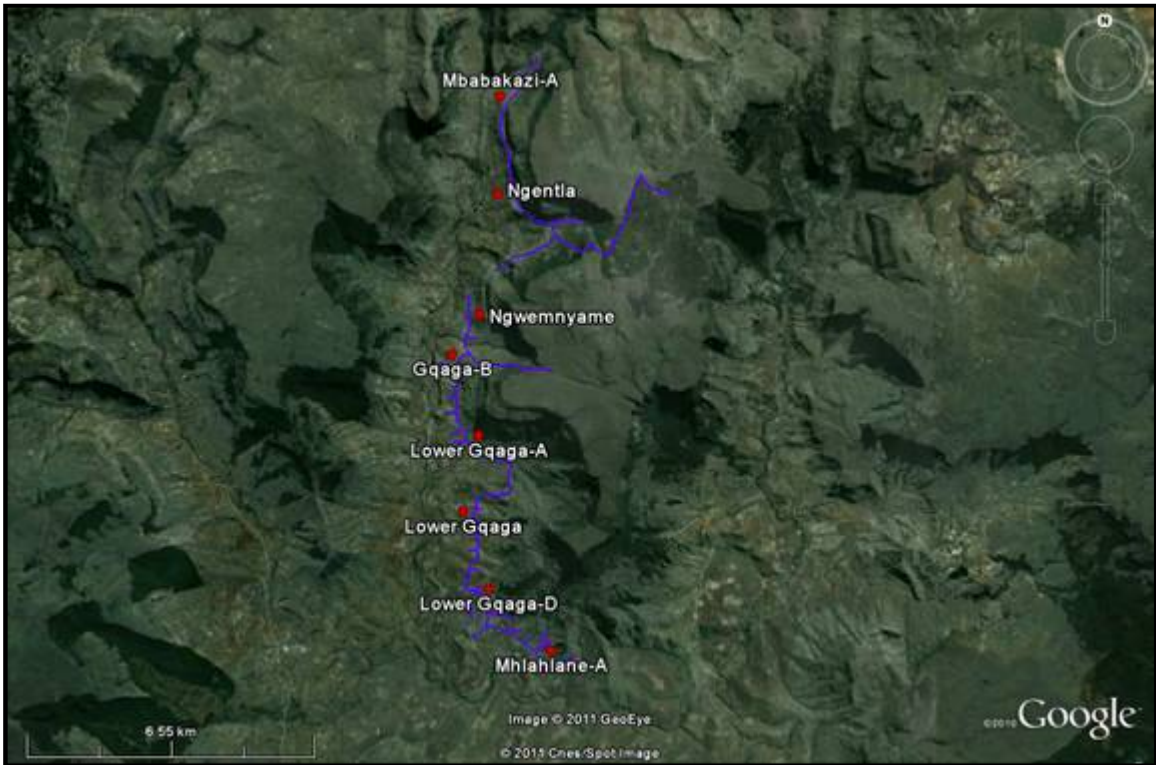 N
Mbabakazi-A
Ngentla
Ngwemnyame
Gqaga-B
Lower Gqaga-A
Lower Gqaga
Lower Gqaga-D
Mhlahlane-A
6.55 km
Image © 2011 GeoEye
© 2011 Cnes/Spot Image
©2010 Google